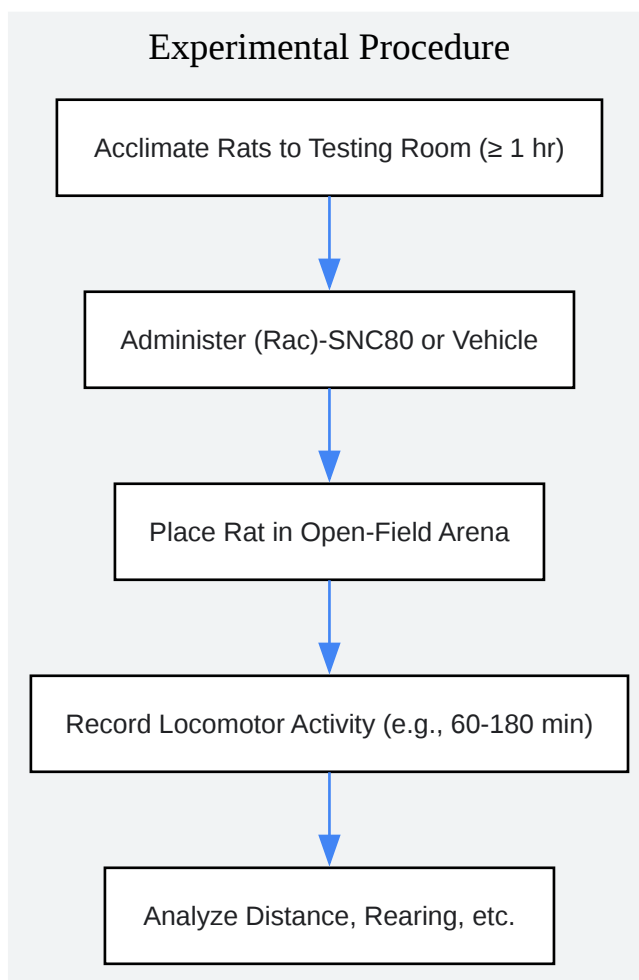 Experimental Procedure
Acclimate Rats to Testing Room (≥ 1 hr)
Administer (Rac)-SNC80 or Vehicle
Place Rat in Open-Field Arena
Record Locomotor Activity (e.g., 60-180 min)
Analyze Distance, Rearing, etc.